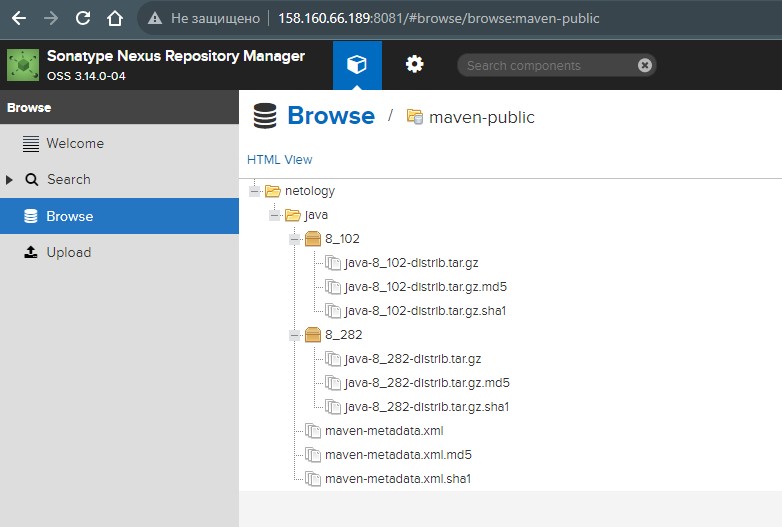 Не защищено 158.160.66.189:8081/#browse/browse:maven-public
Sonatype Nexus Repository Manager
OSS 3.14.0-04
Search components
Browse
Welcome
Search
Browse
Upload
Browse / maven-public
HTML View
netology
java
8_102
java-8_102-distrib.tar.gz
java-8_102-distrib.tar.gz.md5
java-8_102-distrib.tar.gz.sha1
8_282
java-8_282-distrib.tar.gz
java-8_282-distrib.tar.gz.md5
java-8_282-distrib.tar.gz.sha1
maven-metadata.xml
maven-metadata.xml.md5
maven-metadata.xml.sha1